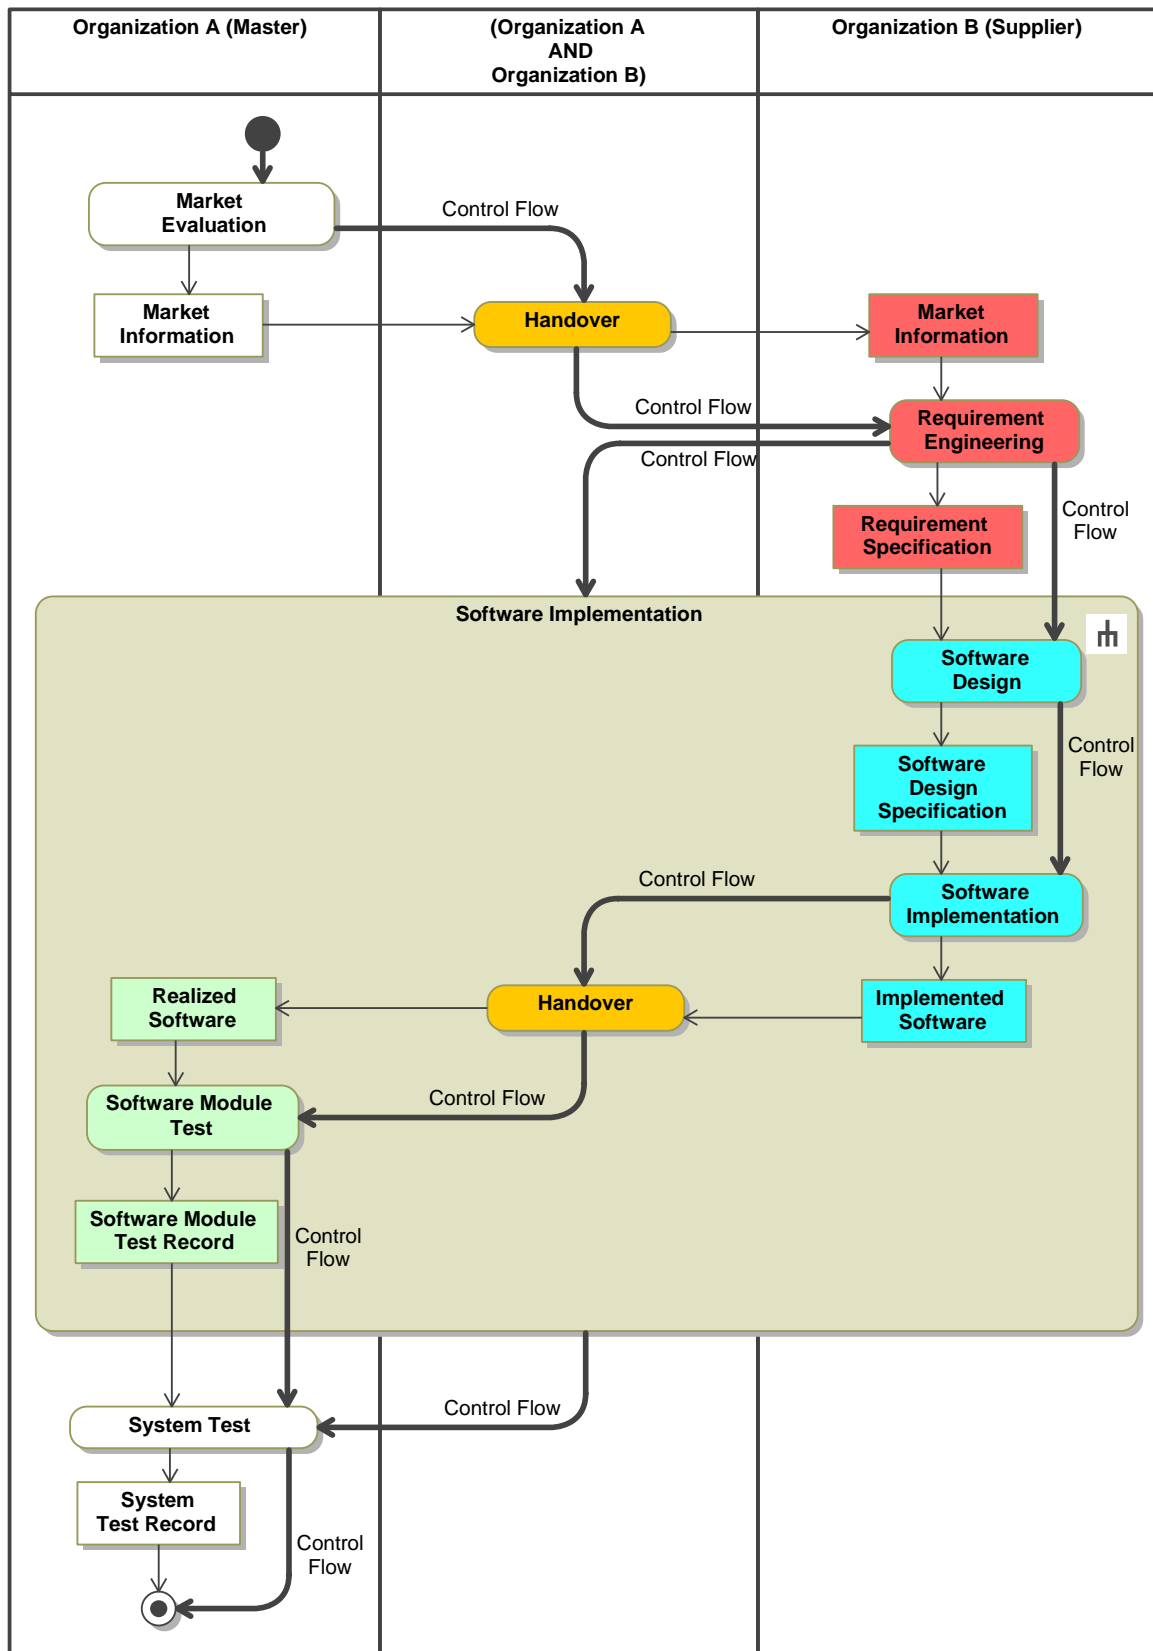 Organization A (Master)
(Organization A
AND
Organization B)
Organization B (Supplier)
Market
Evaluation
Control Flow
Market
Information
Handover
Market
Information
Control Flow
Requirement
Engineering
Control Flow
Requirement
Specification
Control
Flow
Software Implementation
Software
Design
Control
Flow
Software
Design
Specification
Control Flow
Software
Implementation
Realized
Software
Handover
Implemented
Software
Control Flow
Software Module
Test
Software Module
Test Record
Control
Flow
Control Flow
System Test
System
Test Record
Control
Flow